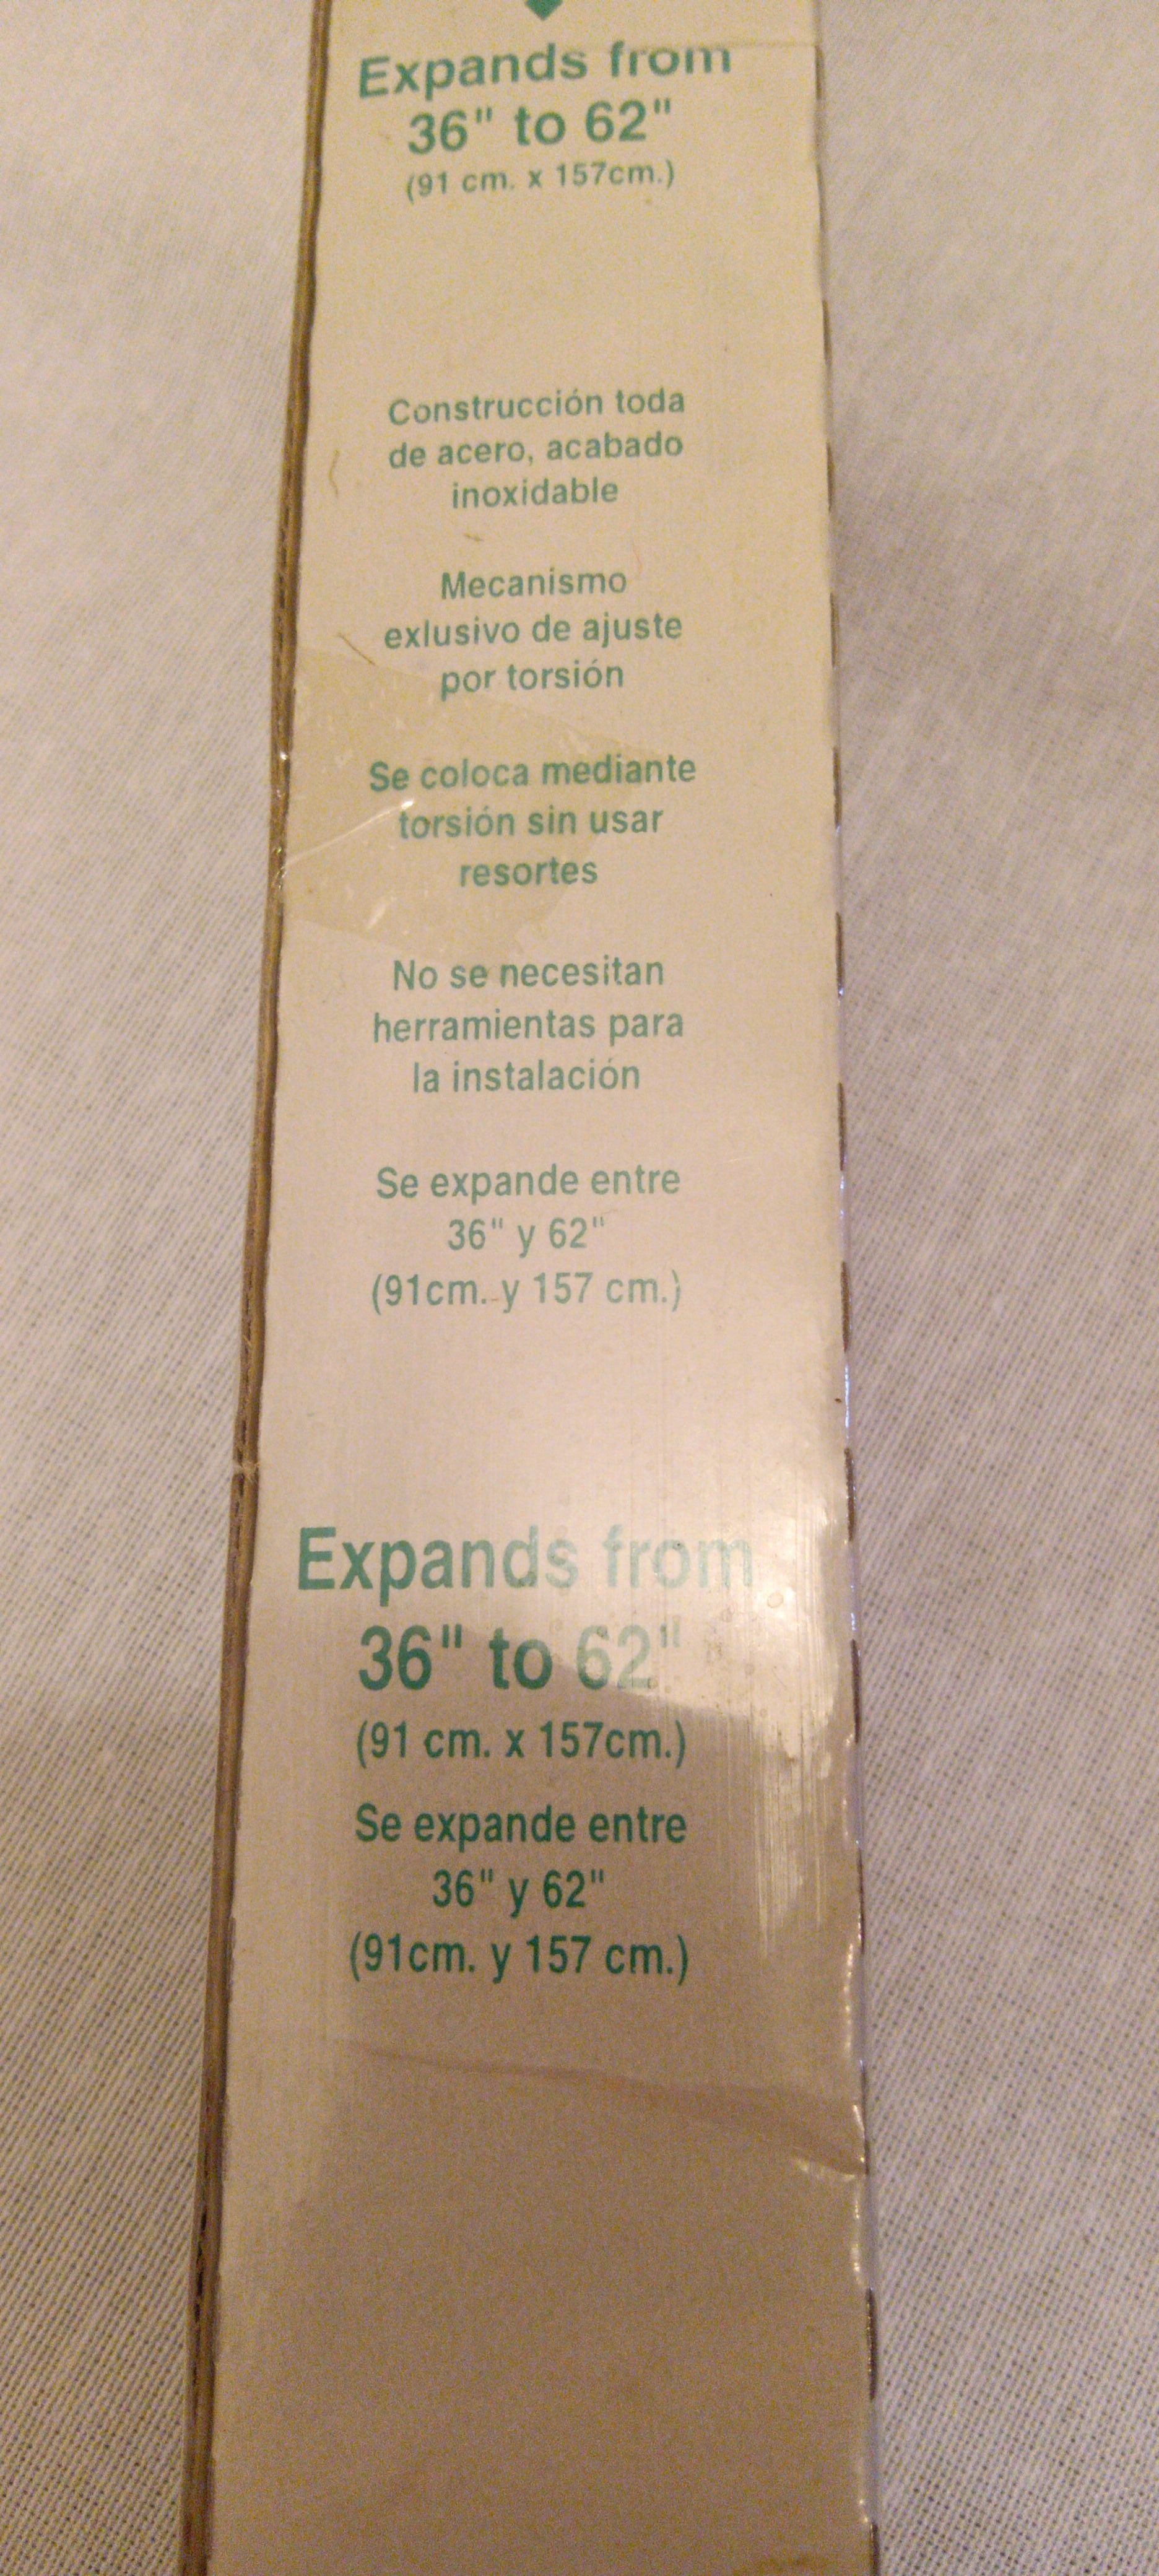 Expands from
36" to 62"
(91 cm. x 157cm.)
Construcción toda
de acero, acabado
inoxidable
Mecanismo
exlusivo de ajuste
por torsión
Se coloca mediante
torsión sin usar
resortes
No se necesitan
herramientas para
la instalación
Se expande entre
36" y 62"
(91cm. y 157 cm.)
Expands from
36" to 62"
(91 cm. x 157cm.)
Se expande entre
36" y 62"
(91cm. y 157 cm.)